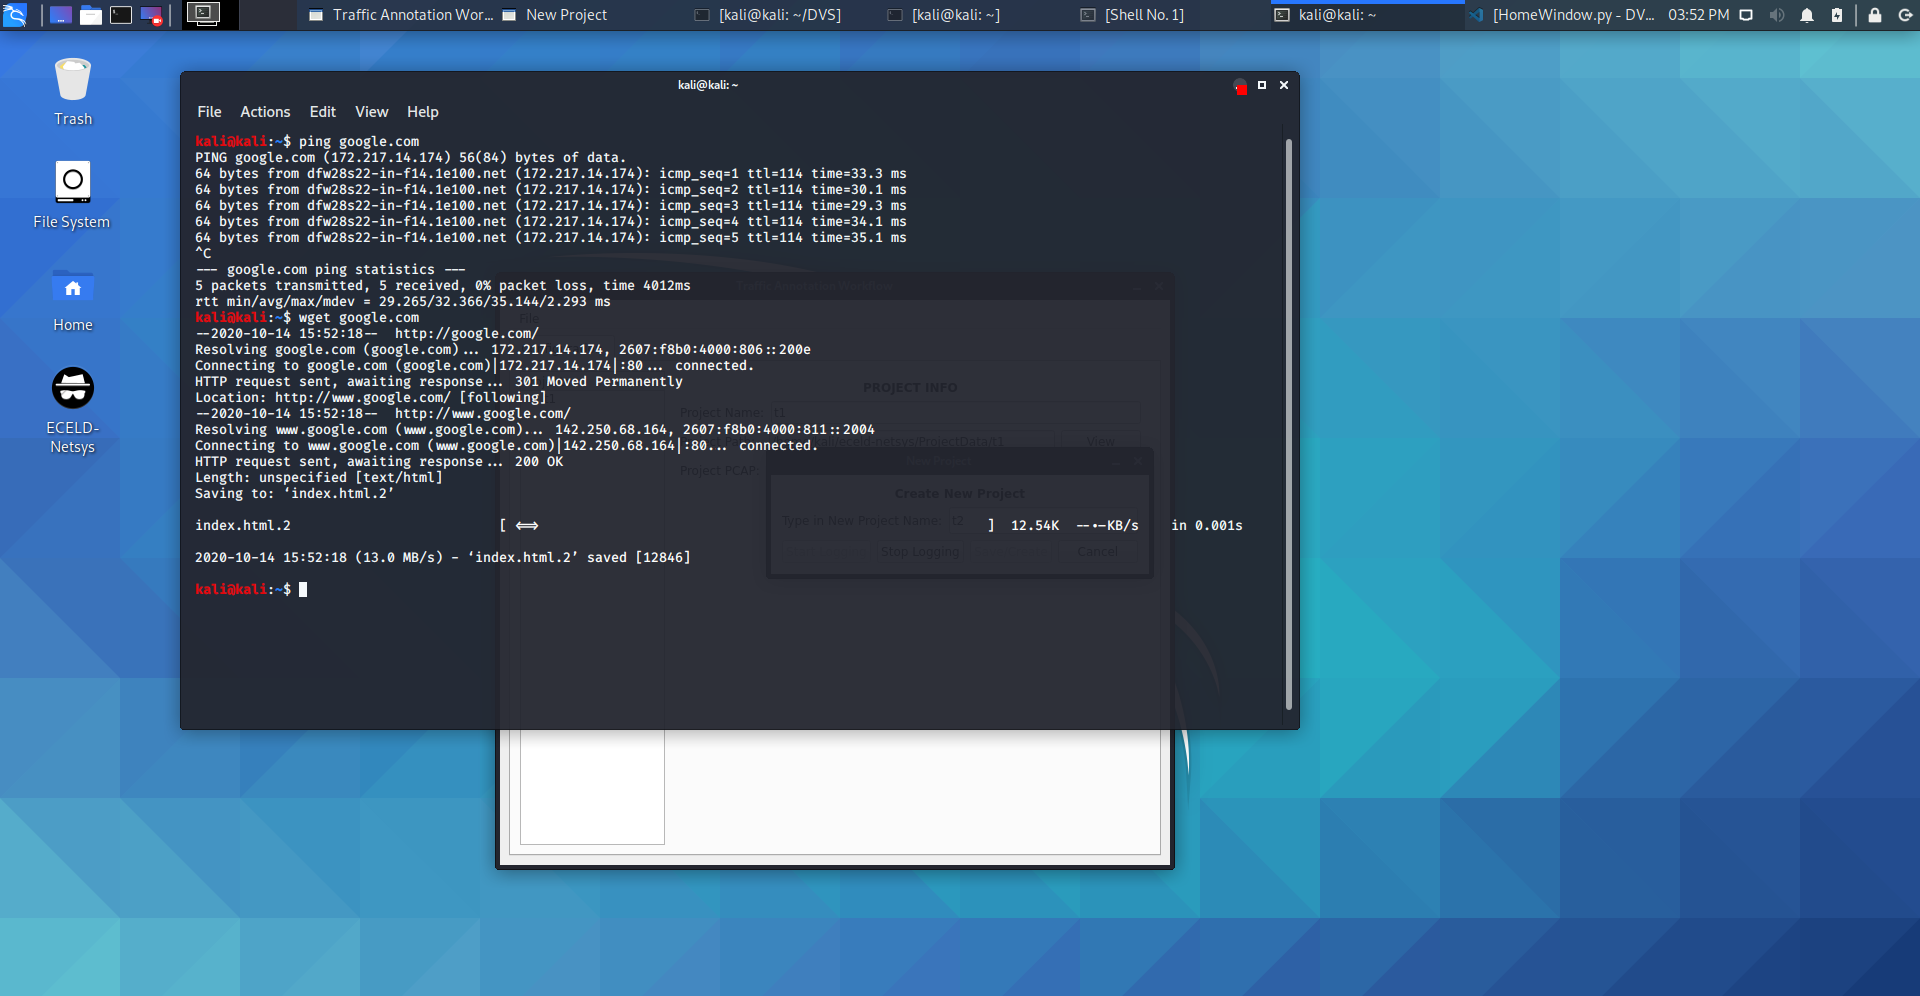 Traffic Annotation Wor...
New Project
[kali@kali: ~/DVS]
[kali@kali: ~]
[Shell No. 1]
kali@kali: ~
[HomeWindow.py - DV...
03:52 PM
Trash
File System
Home
ECELD-
Netsys
kali@kali: ~
File Actions Edit View Help
kali@kali:~$ ping google.com
PING google.com (172.217.14.174) 56(84) bytes of data.
64 bytes from dfw28s22-in-f14.1e100.net (172.217.14.174): icmp_seq=1 ttl=114 time=33.3 ms
64 bytes from dfw28s22-in-f14.1e100.net (172.217.14.174): icmp_seq=2 ttl=114 time=30.1 ms
64 bytes from dfw28s22-in-f14.1e100.net (172.217.14.174): icmp_seq=3 ttl=114 time=29.3 ms
64 bytes from dfw28s22-in-f14.1e100.net (172.217.14.174): icmp_seq=4 ttl=114 time=34.1 ms
64 bytes from dfw28s22-in-f14.1e100.net (172.217.14.174): icmp_seq=5 ttl=114 time=35.1 ms
^C
--- google.com ping statistics ---
5 packets transmitted, 5 received, 0% packet loss, time 4012ms
rtt min/avg/max/mdev = 29.265/32.366/35.144/2.293 ms
kali@kali:~$ wget google.com
--2020-10-14 15:52:18-- http://google.com/
Resolving google.com (google.com)... 172.217.14.174, 2607:f8b0:4000:806::200e
Connecting to google.com (google.com)|172.217.14.174|:80... connected.
HTTP request sent, awaiting response... 301 Moved Permanently
Location: http://www.google.com/ [following]
--2020-10-14 15:52:18-- http://www.google.com/
Resolving www.google.com (www.google.com)... 142.250.68.164, 2607:f8b0:4000:811::2004
Connecting to www.google.com (www.google.com)|142.250.68.164|:80... connected.
HTTP request sent, awaiting response... 200 OK
Length: unspecified [text/html]
Saving to: ‘index.html.2’
index.html.2 [ <=> ] 12.54K --.-KB/s in 0.001s
2020-10-14 15:52:18 (13.0 MB/s) - ‘index.html.2’ saved [12846]
kali@kali:~$
Traffic Annotation Workflow
File
PROJECT INFO
Project Name: t1
/kali/eceld-netsys/ProjectData/t1 View
Project PCAP:
New Project
Create New Project
Type in New Project Name: t2
Stop Logging
Cancel